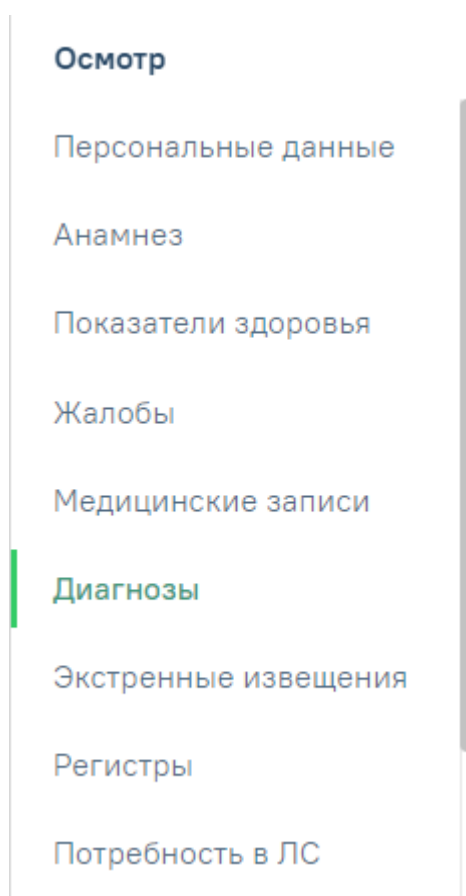 Осмотр
Персональные данные
Анамнез
Показатели здоровья
Жалобы
Медицинские записи
Диагнозы
Экстренные извещения
Регистры
Потребность в ЛС